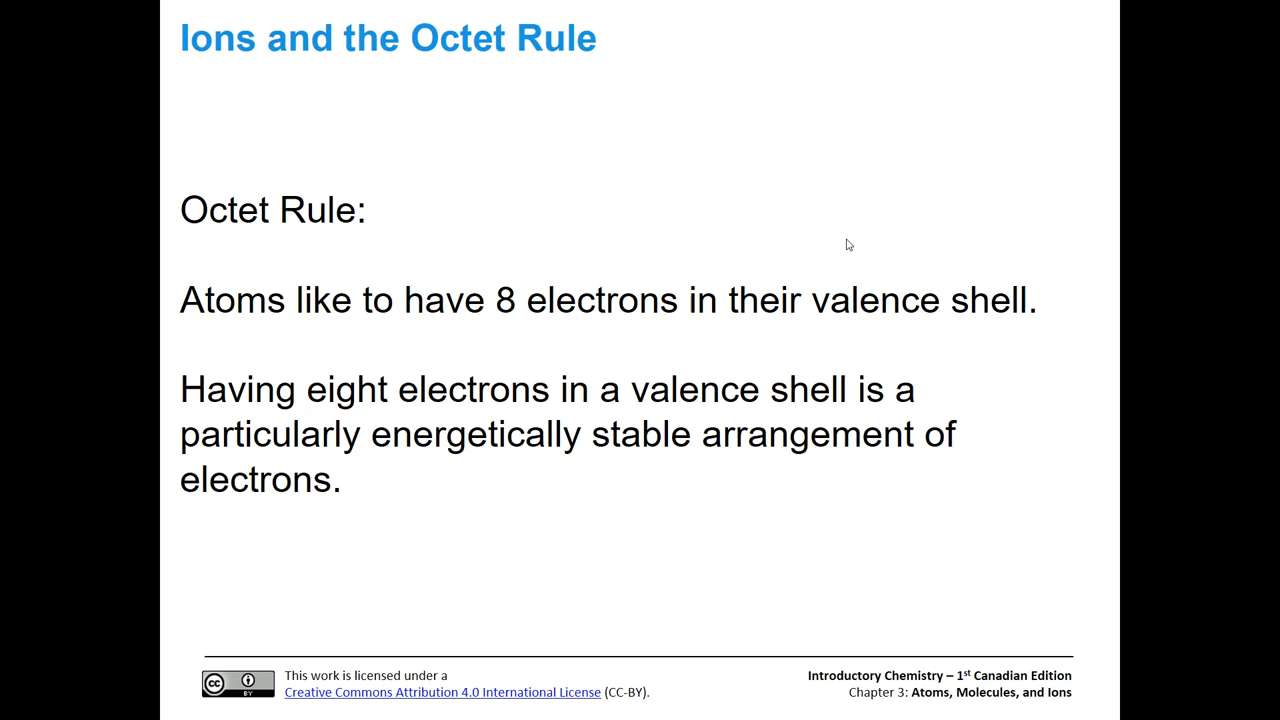 Ions and the Octet Rule
Octet Rule:
Atoms like to have 8 electrons in their valence shell.
Having eight electrons in a valence shell is a
particularly energetically stable arrangement of
electrons.
cc
BY
This work is licensed under a
Creative Commons Attribution 4.0 International License (CC-BY).
Introductory Chemistry – 1st Canadian Edition
Chapter 3: Atoms, Molecules, and Ions